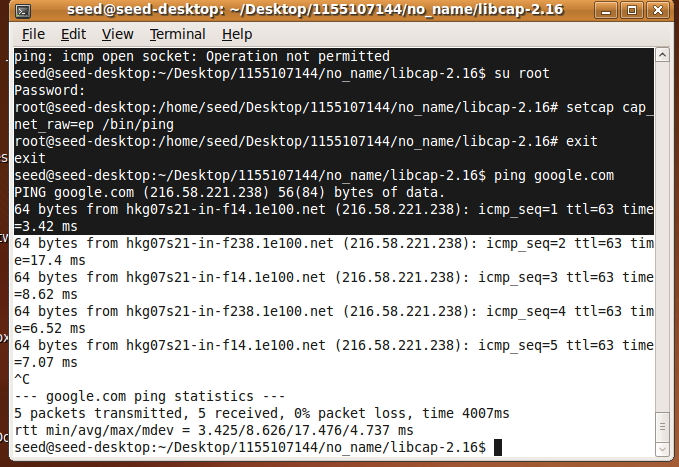 seed@seed-desktop: ~/Desktop/1155107144/no_name/libcap-2.16
File Edit View Terminal Help
ping: icmp open socket: Operation not permitted
seed@seed-desktop:~/Desktop/1155107144/no_name/libcap-2.16$ su root
Password:
root@seed-desktop:/home/seed/Desktop/1155107144/no_name/libcap-2.16# setcap cap_
net_raw=ep /bin/ping
root@seed-desktop:/home/seed/Desktop/1155107144/no_name/libcap-2.16# exit
exit
seed@seed-desktop:~/Desktop/1155107144/no_name/libcap-2.16$ ping google.com
PING google.com (216.58.221.238) 56(84) bytes of data.
64 bytes from hkg07s21-in-f14.1e100.net (216.58.221.238): icmp_seq=1 ttl=63 time
=3.42 ms
64 bytes from hkg07s21-in-f238.1e100.net (216.58.221.238): icmp_seq=2 ttl=63 tim
e=17.4 ms
64 bytes from hkg07s21-in-f14.1e100.net (216.58.221.238): icmp_seq=3 ttl=63 time
=8.62 ms
64 bytes from hkg07s21-in-f238.1e100.net (216.58.221.238): icmp_seq=4 ttl=63 tim
e=6.52 ms
64 bytes from hkg07s21-in-f14.1e100.net (216.58.221.238): icmp_seq=5 ttl=63 time
=7.07 ms
^C
--- google.com ping statistics ---
5 packets transmitted, 5 received, 0% packet loss, time 4007ms
rtt min/avg/max/mdev = 3.425/8.626/17.476/4.737 ms
seed@seed-desktop:~/Desktop/1155107144/no_name/libcap-2.16$